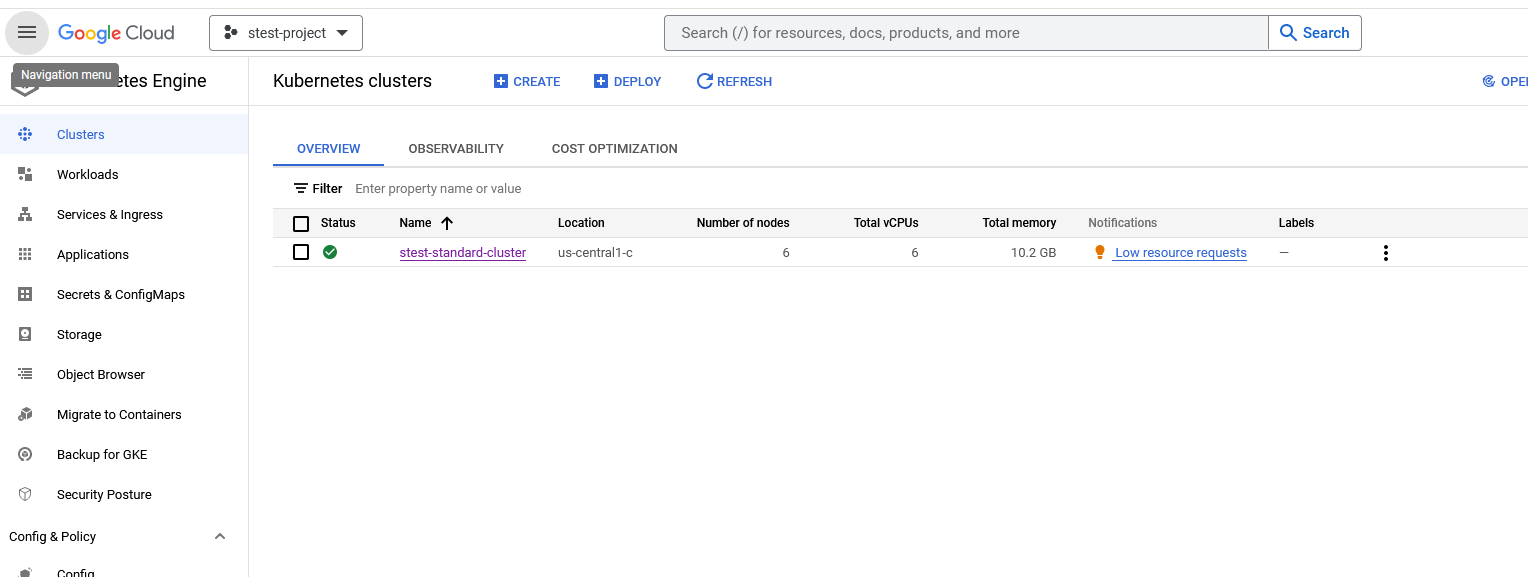 Google Cloud
stest-project
Search (/) for resources, docs, products, and more
Search
Navigation menu
etes Engine
Kubernetes clusters
CREATE
DEPLOY
REFRESH
Clusters
Workloads
Services & Ingress
Applications
Secrets & ConfigMaps
Storage
Object Browser
Migrate to Containers
Backup for GKE
Security Posture
Config & Policy
Config
OVERVIEW OBSERVABILITY COST OPTIMIZATION
Filter Enter property name or value
Status Name Location Number of nodes Total vCPUs Total memory Notifications Labels
stest-standard-cluster us-central1-c 6 6 10.2 GB Low resource requests —